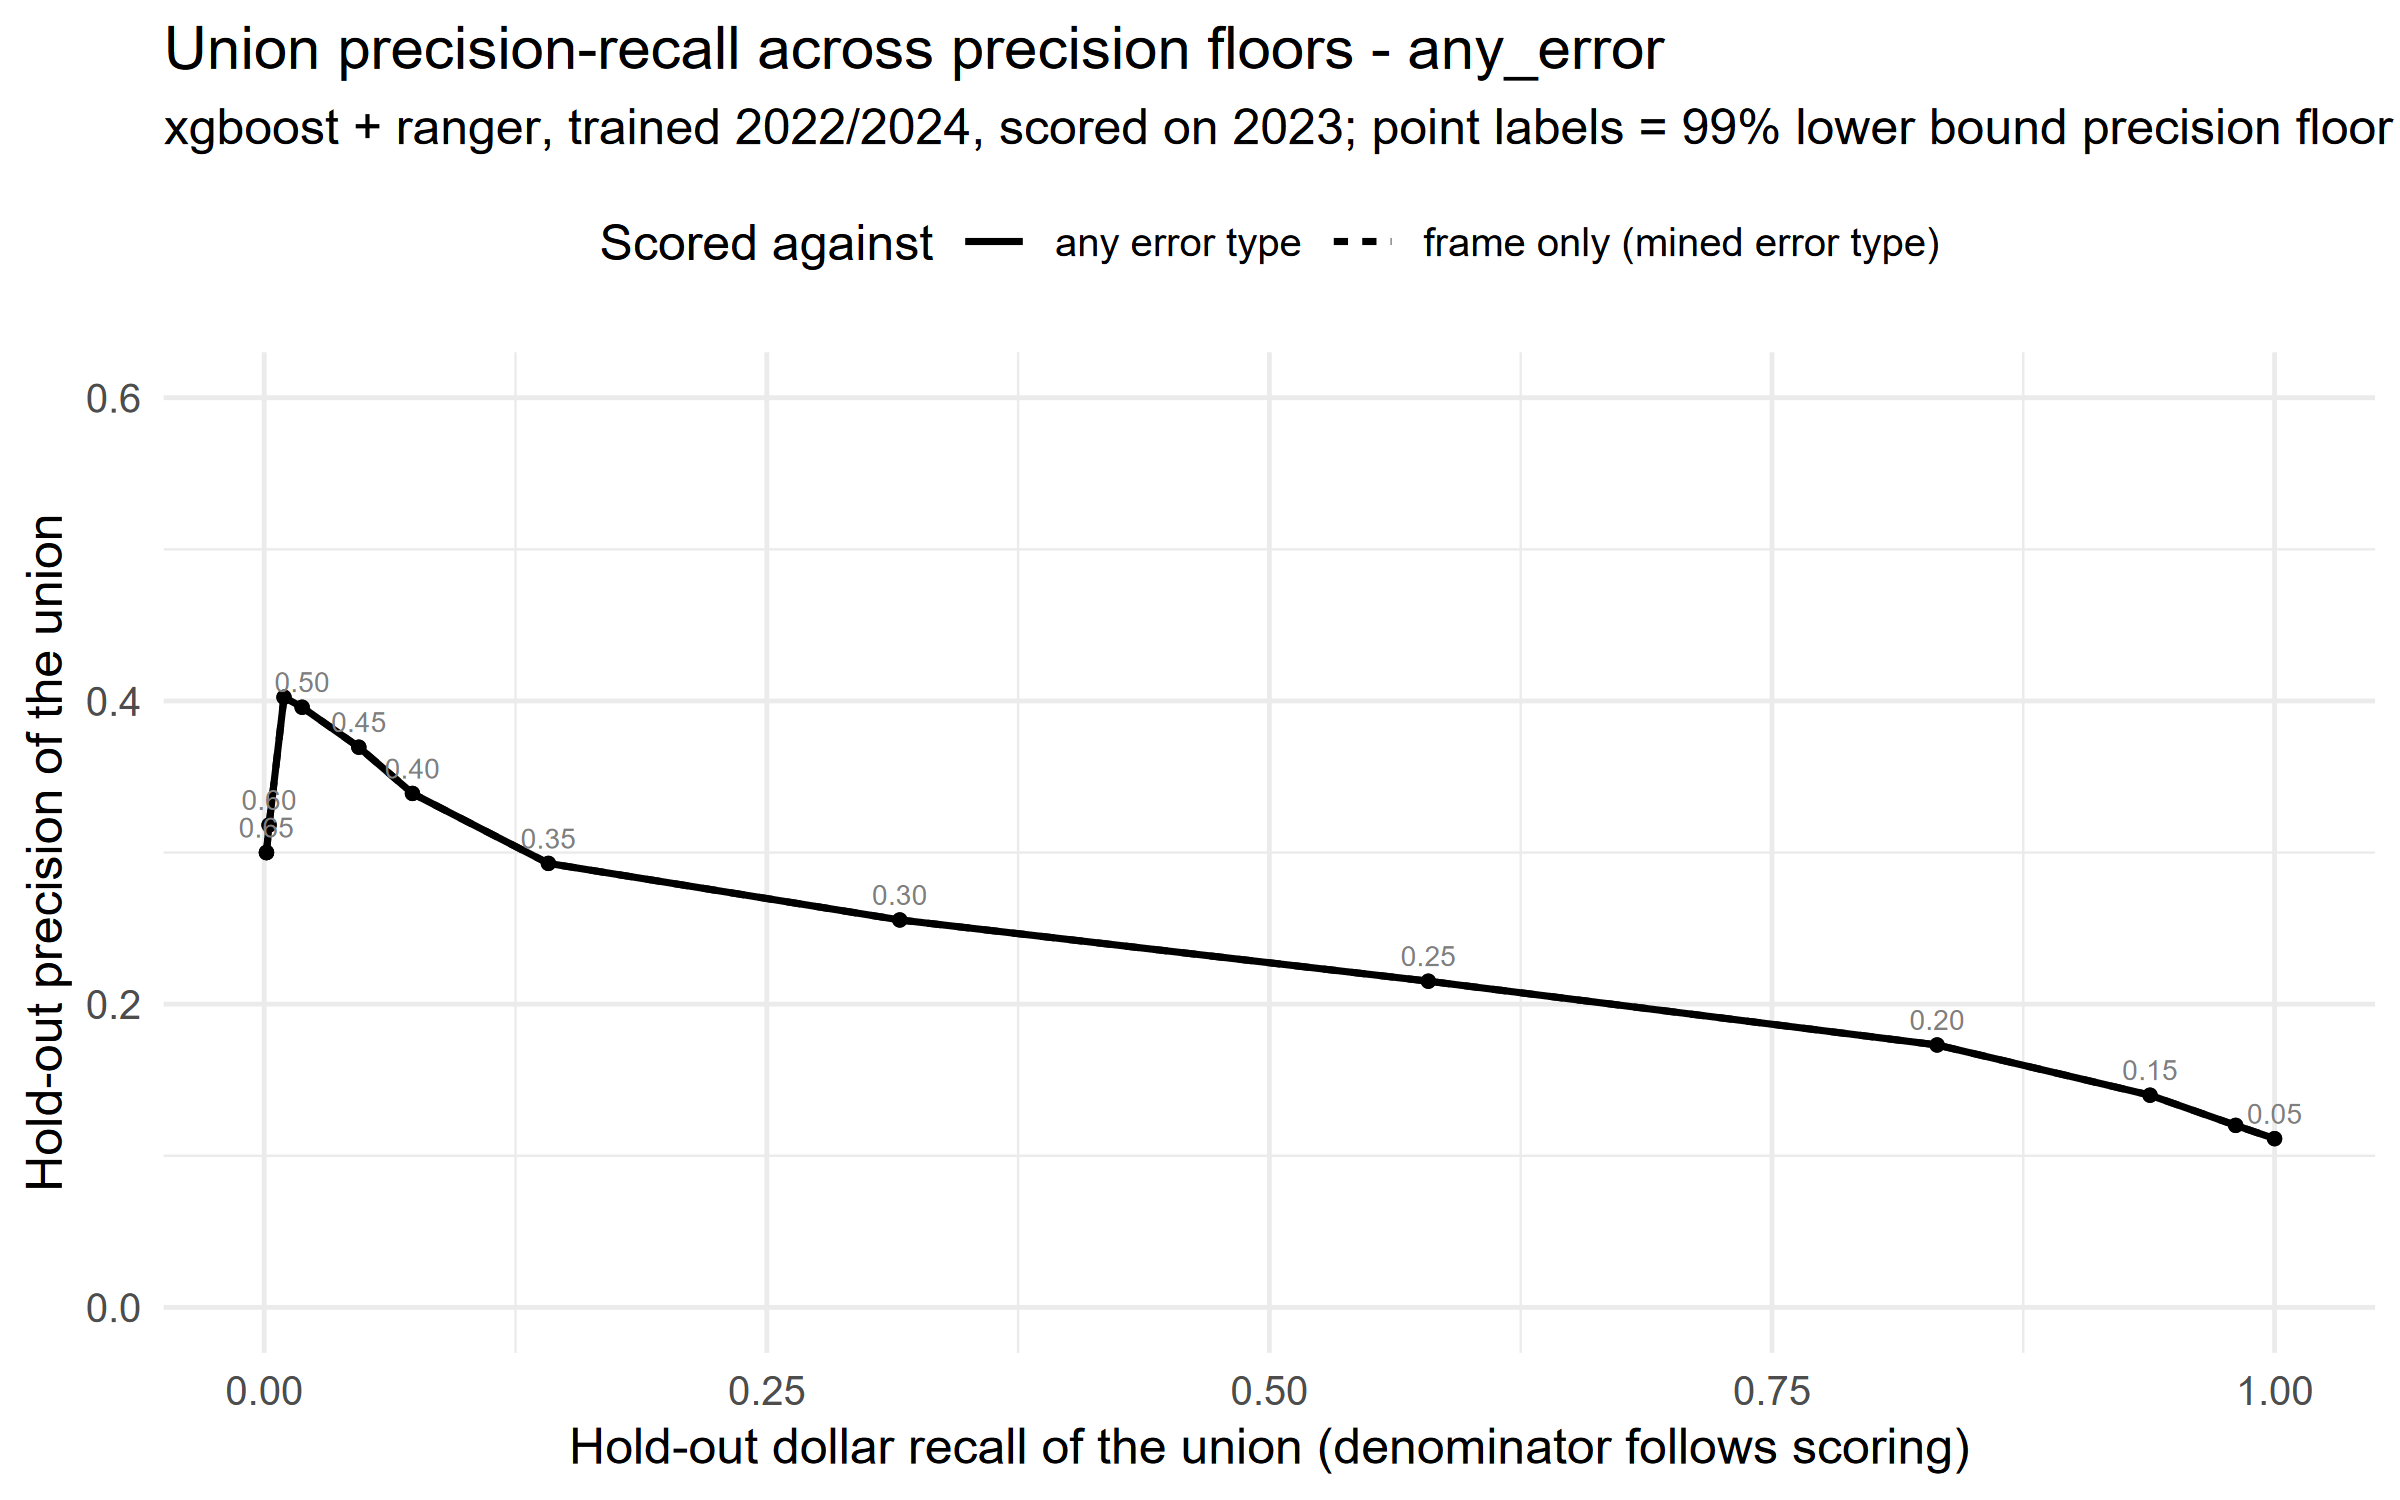 Union precision-recall across precision floors - any_error
xgboost + ranger, trained 2022/2024, scored on 2023; point labels = 99% lower bound precision floor
Scored against any error type frame only (mined error type)
Hold-out precision of the union
0.6
0.4
0.2
0.0
0.50
0.45
0.40
0.60
0.65
0.35
0.30
0.25
0.20
0.15
0.05
0.00 0.25 0.50 0.75 1.00
Hold-out dollar recall of the union (denominator follows scoring)